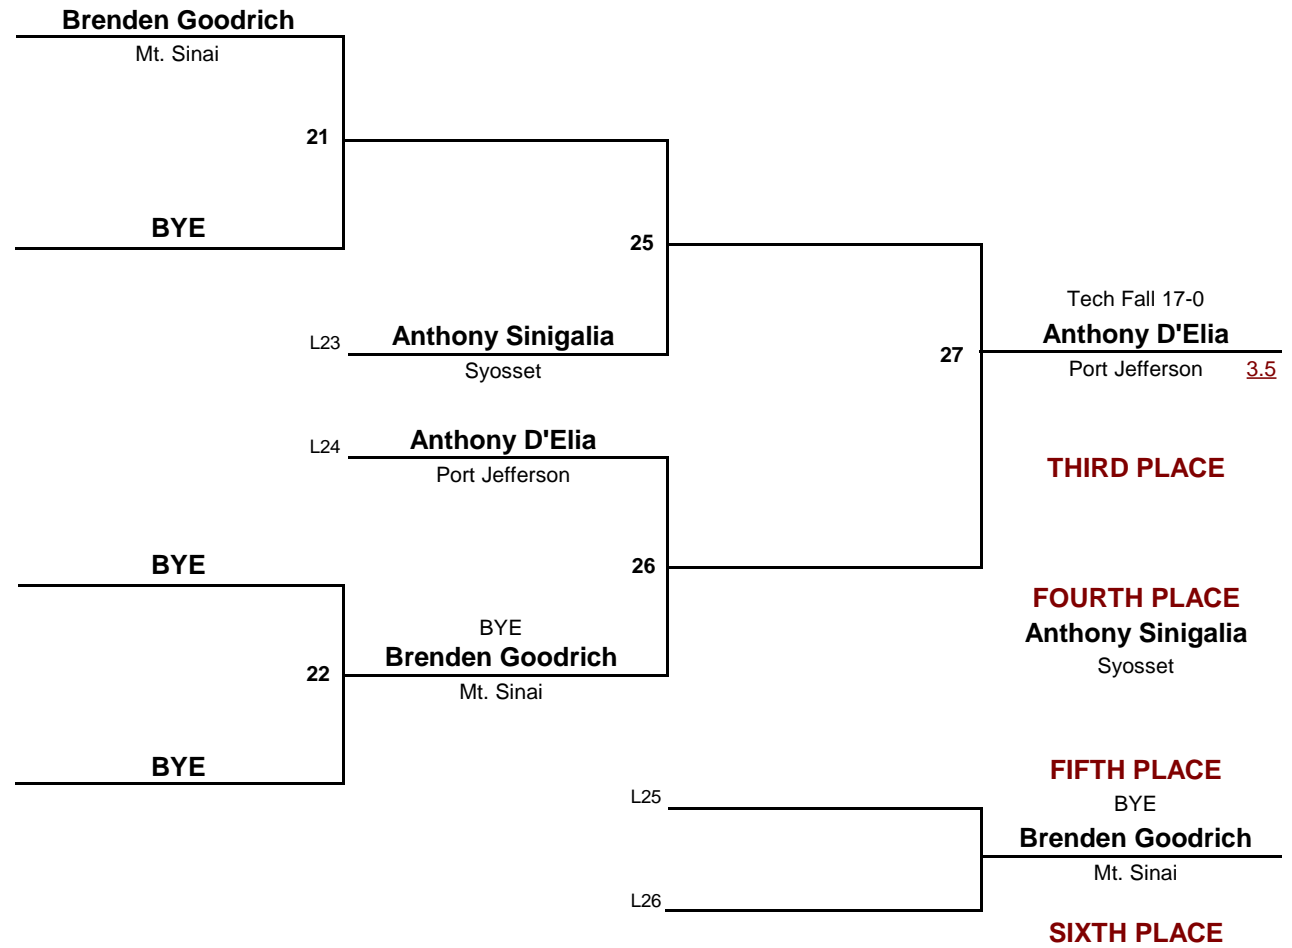 Brenden Goodrich
Mt. Sinai
21
BYE
25
Tech Fall 17-0
L23 Anthony Sinigalia
Syosset
27
Anthony D'Elia
Port Jefferson 3.5
L24 Anthony D'Elia
Port Jefferson
THIRD PLACE
BYE
26
FOURTH PLACE
Anthony Sinigalia
Syosset
BYE
Brenden Goodrich
Mt. Sinai
22
BYE
FIFTH PLACE
L25
BYE
Brenden Goodrich
Mt. Sinai
L26
SIXTH PLACE